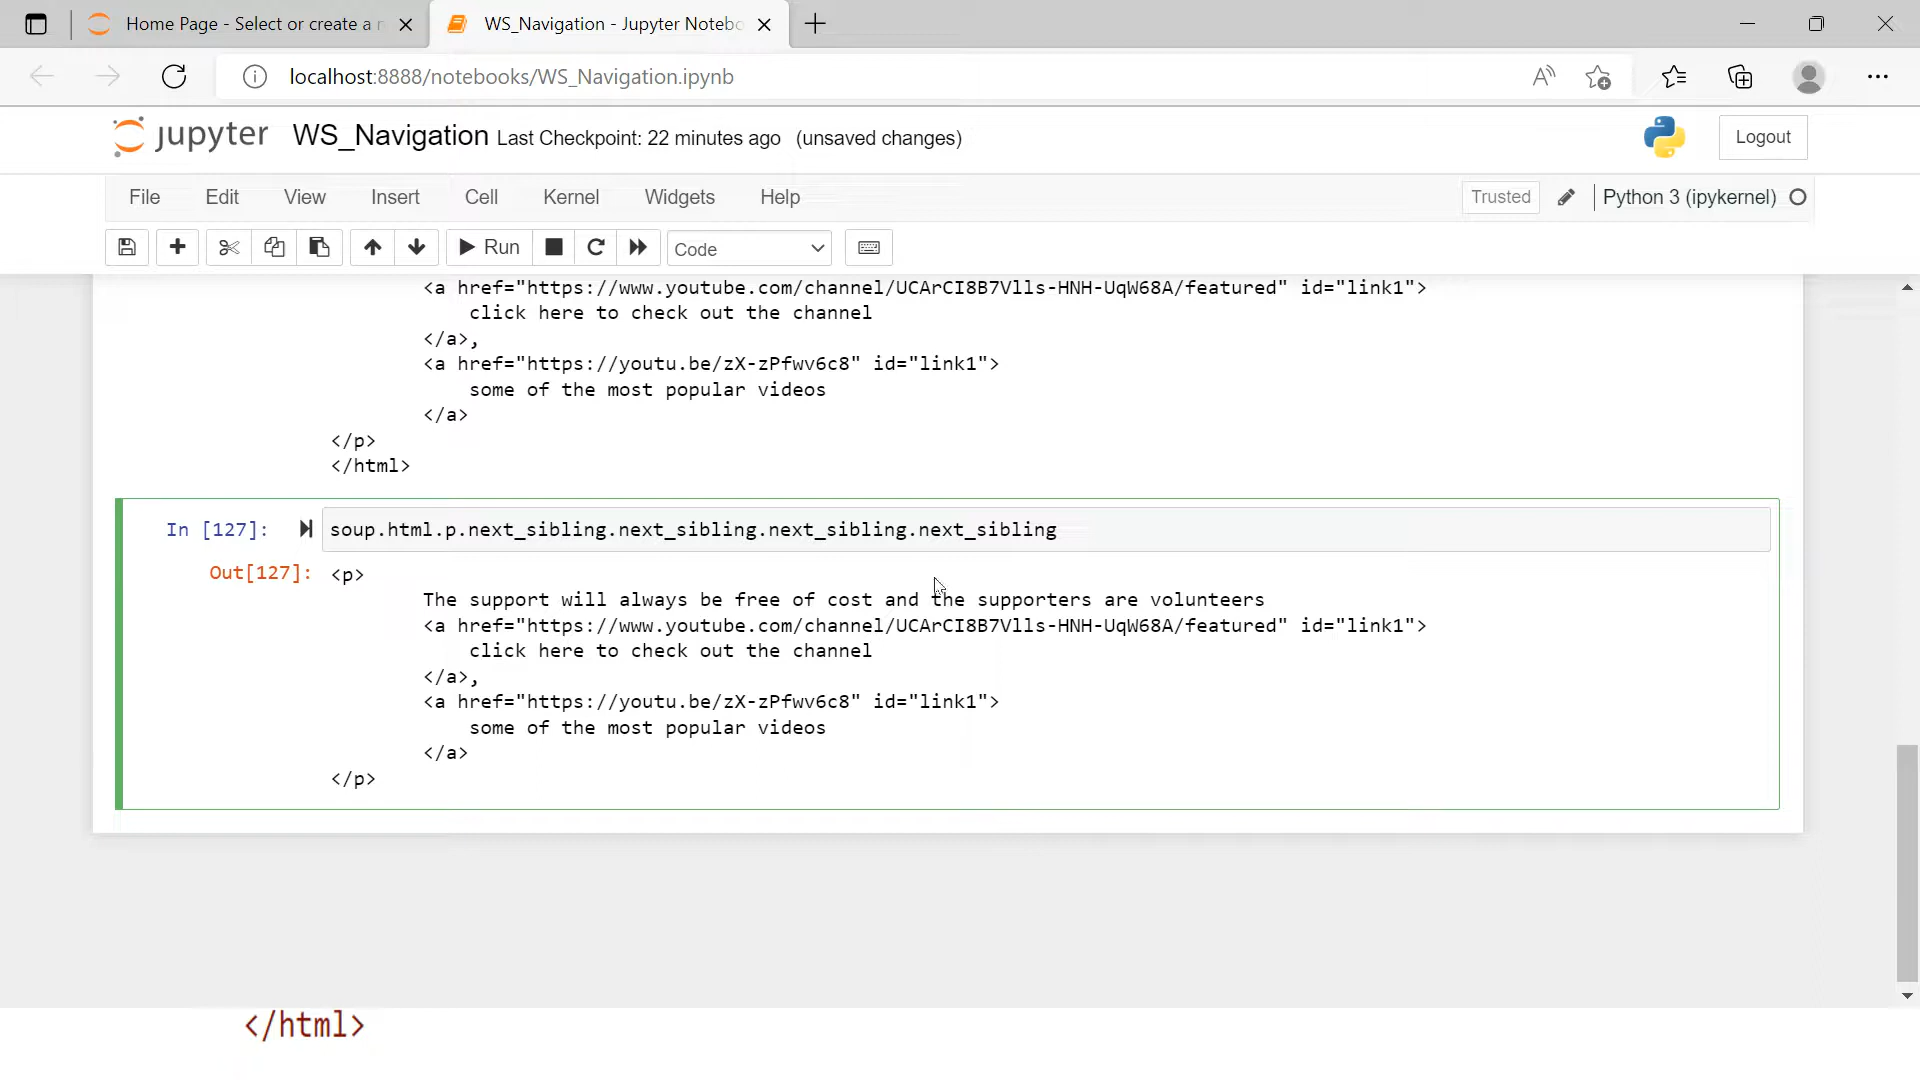 Home Page - Select or create a n
WS_Navigation - Jupyter Notebo
localhost:8888/notebooks/WS_Navigation.ipynb
jupyter WS_Navigation Last Checkpoint: 22 minutes ago (unsaved changes)
Logout
File Edit View Insert Cell Kernel Widgets Help
Trusted Python 3 (ipykernel)
Run Code
<a href="https://www.youtube.com/channel/UCArCI8B7Vlls-HNH-UqW68A/featured" id="link1">
click here to check out the channel
</a>,
<a href="https://youtu.be/zX-zPfwv6c8" id="link1">
some of the most popular videos
</a>
</p>
</html>
In [127]: soup.html.p.next_sibling.next_sibling.next_sibling.next_sibling
Out[127]: <p>
The support will always be free of cost and the supporters are volunteers
<a href="https://www.youtube.com/channel/UCArCI8B7Vlls-HNH-UqW68A/featured" id="link1">
click here to check out the channel
</a>,
<a href="https://youtu.be/zX-zPfwv6c8" id="link1">
some of the most popular videos
</a>
</p>
</html>